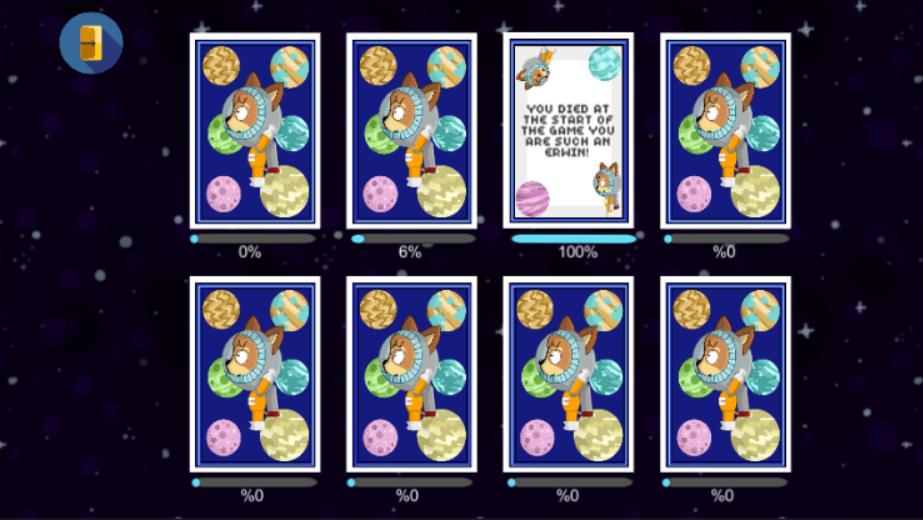 YOU DIED AT
THE START OF
THE GAME YOU
ARE SUCH AN
ERWIN!
0%
6%
100%
%0
%0
%0
%0
%0